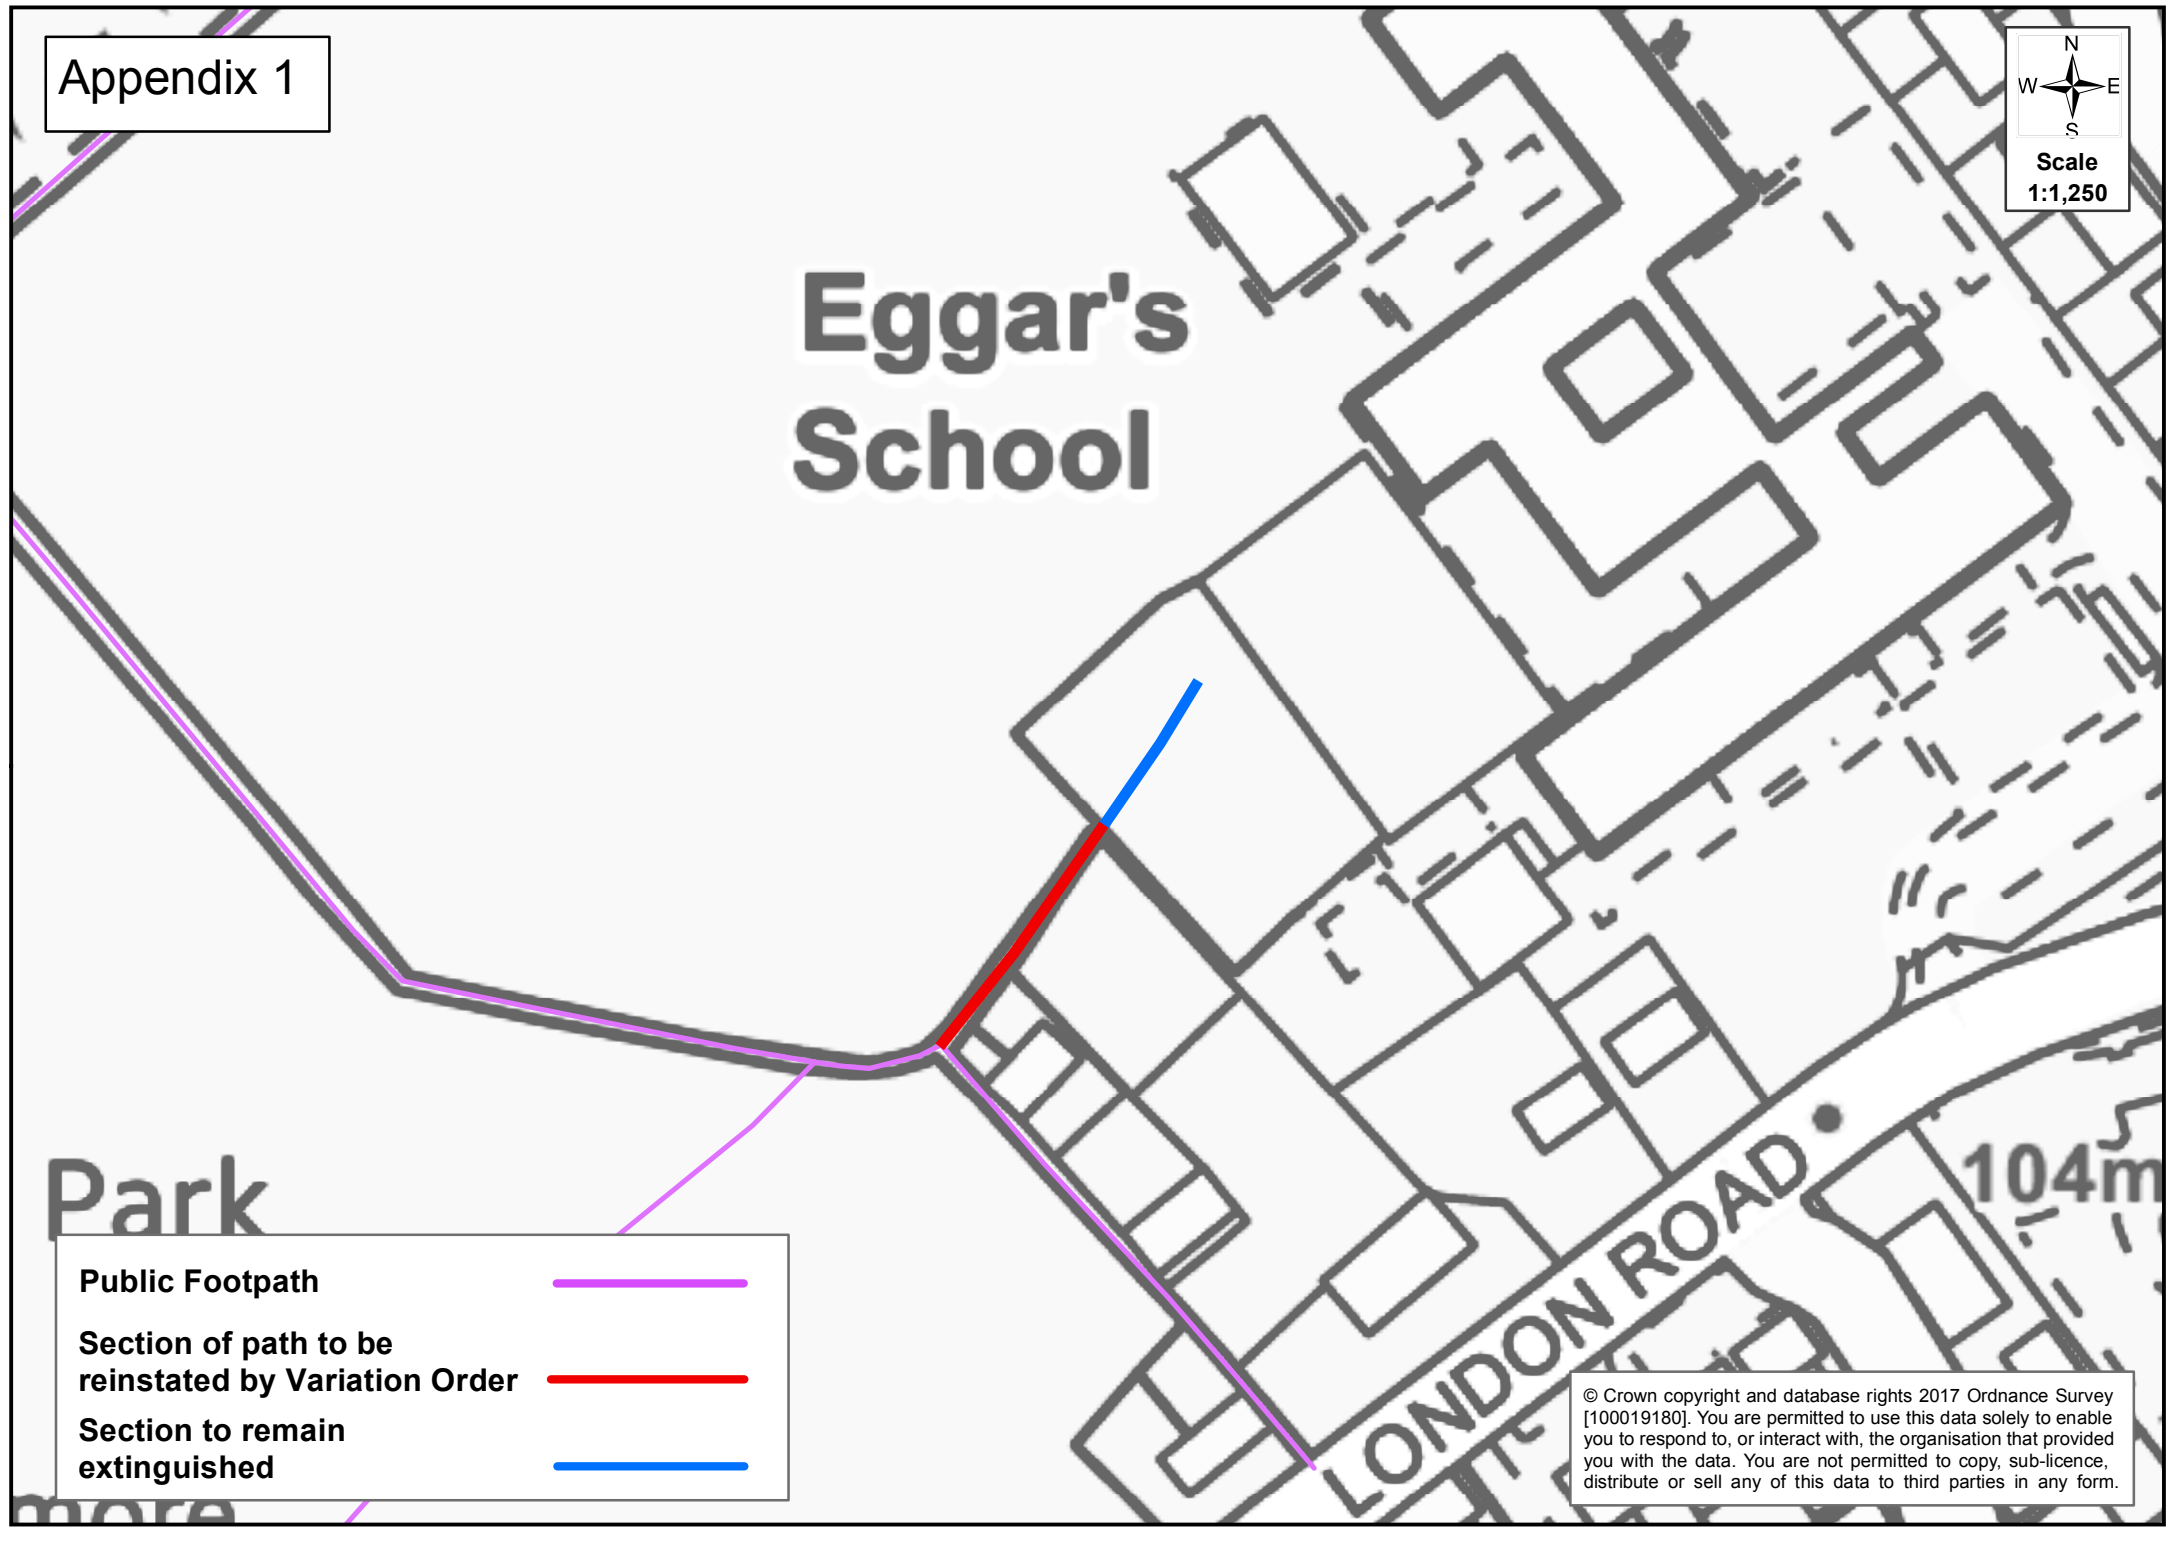 Appendix 1
N
W E
S
Scale
1:1,250
Eggar's
School
Park
104m
LONDON ROAD
Public Footpath
Section of path to be
reinstated by Variation Order
Section to remain
extinguished
more
© Crown copyright and database rights 2017 Ordnance Survey
[100019180]. You are permitted to use this data solely to enable
you to respond to, or interact with, the organisation that provided
you with the data. You are not permitted to copy, sub-licence,
distribute or sell any of this data to third parties in any form.